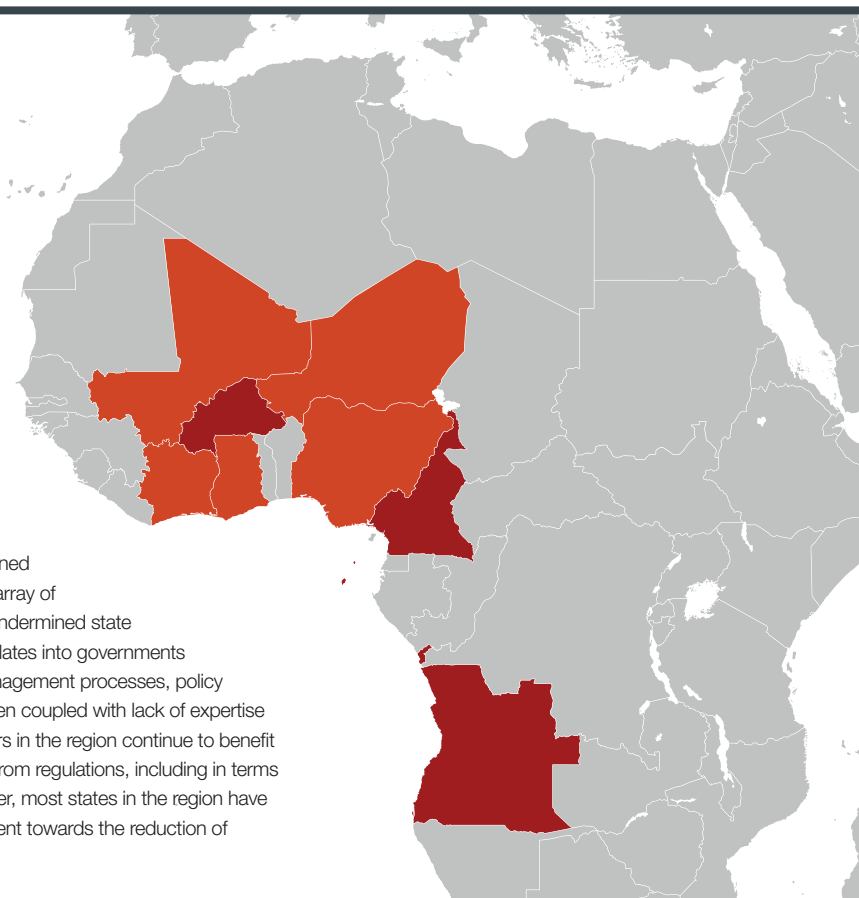 ned
array of
ndermined state
lates into governments
nagement processes, policy
en coupled with lack of expertise
rs in the region continue to benefit
from regulations, including in terms
er, most states in the region have
ent towards the reduction of